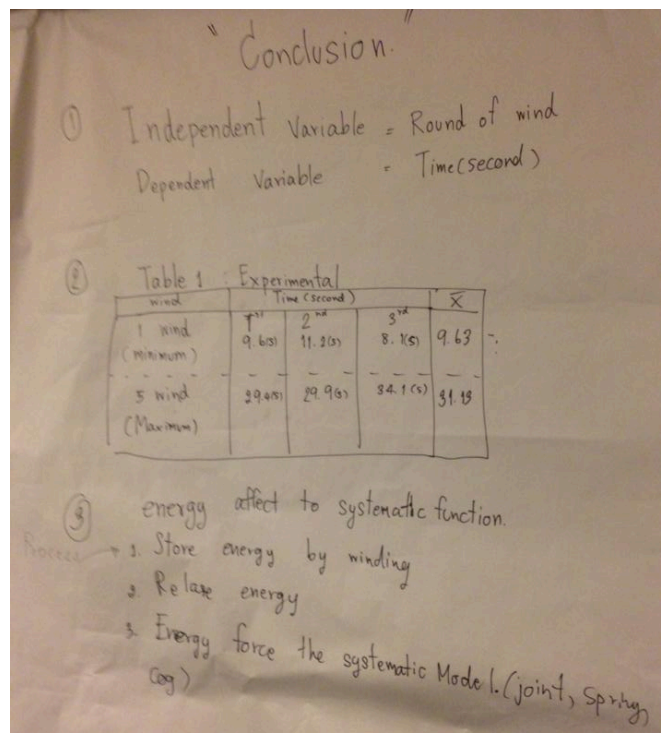 "Conclusion."
① Independent Variable = Round of wind
Dependent Variable = Time(second)
② Table 1 : Experimental
wind Time (second) X̄
1 wind 1st 2nd 3rd
(minimum) 9.6(s) 11.2(s) 8.1(s) 9.63
5 wind 29.4(s) 29.9(s) 34.1(s) 31.13
(Maximum)
③ energy affect to systematic function.
Process → 1. Store energy by winding
2. Relase energy
3. Energy force the systematic Model. (joint, Spring,
Cog)